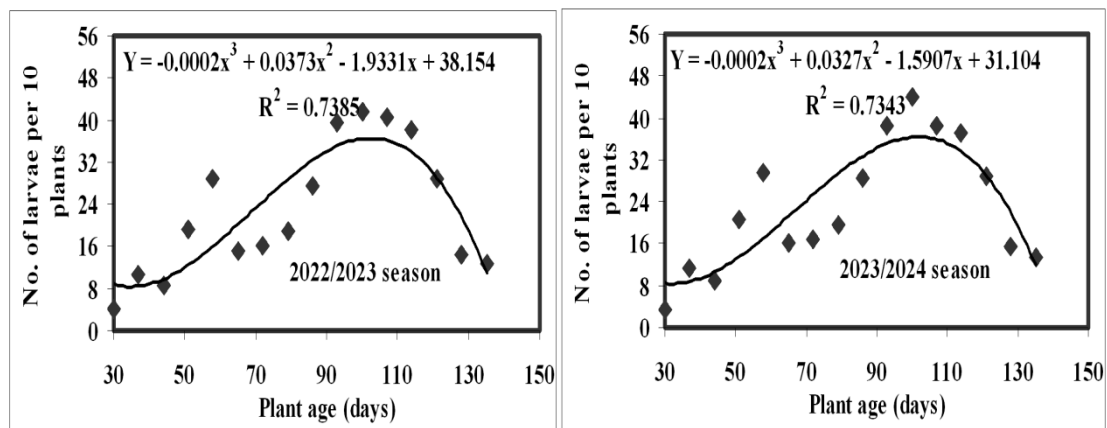 Y = -0.0002x³ + 0.0373x² - 1.9331x + 38.154
R² = 0.7385
2022/2023 season
No. of larvae per 10
plants
56
48
40
32
24
16
8
0
30 50 70 90 110 130 150
Plant age (days)
Y = -0.0002x³ + 0.0327x² - 1.5907x + 31.104
R² = 0.7343
2023/2024 season
No. of larvae per 10
plants
56
48
40
32
24
16
8
0
30 50 70 90 110 130 150
Plant age (days)